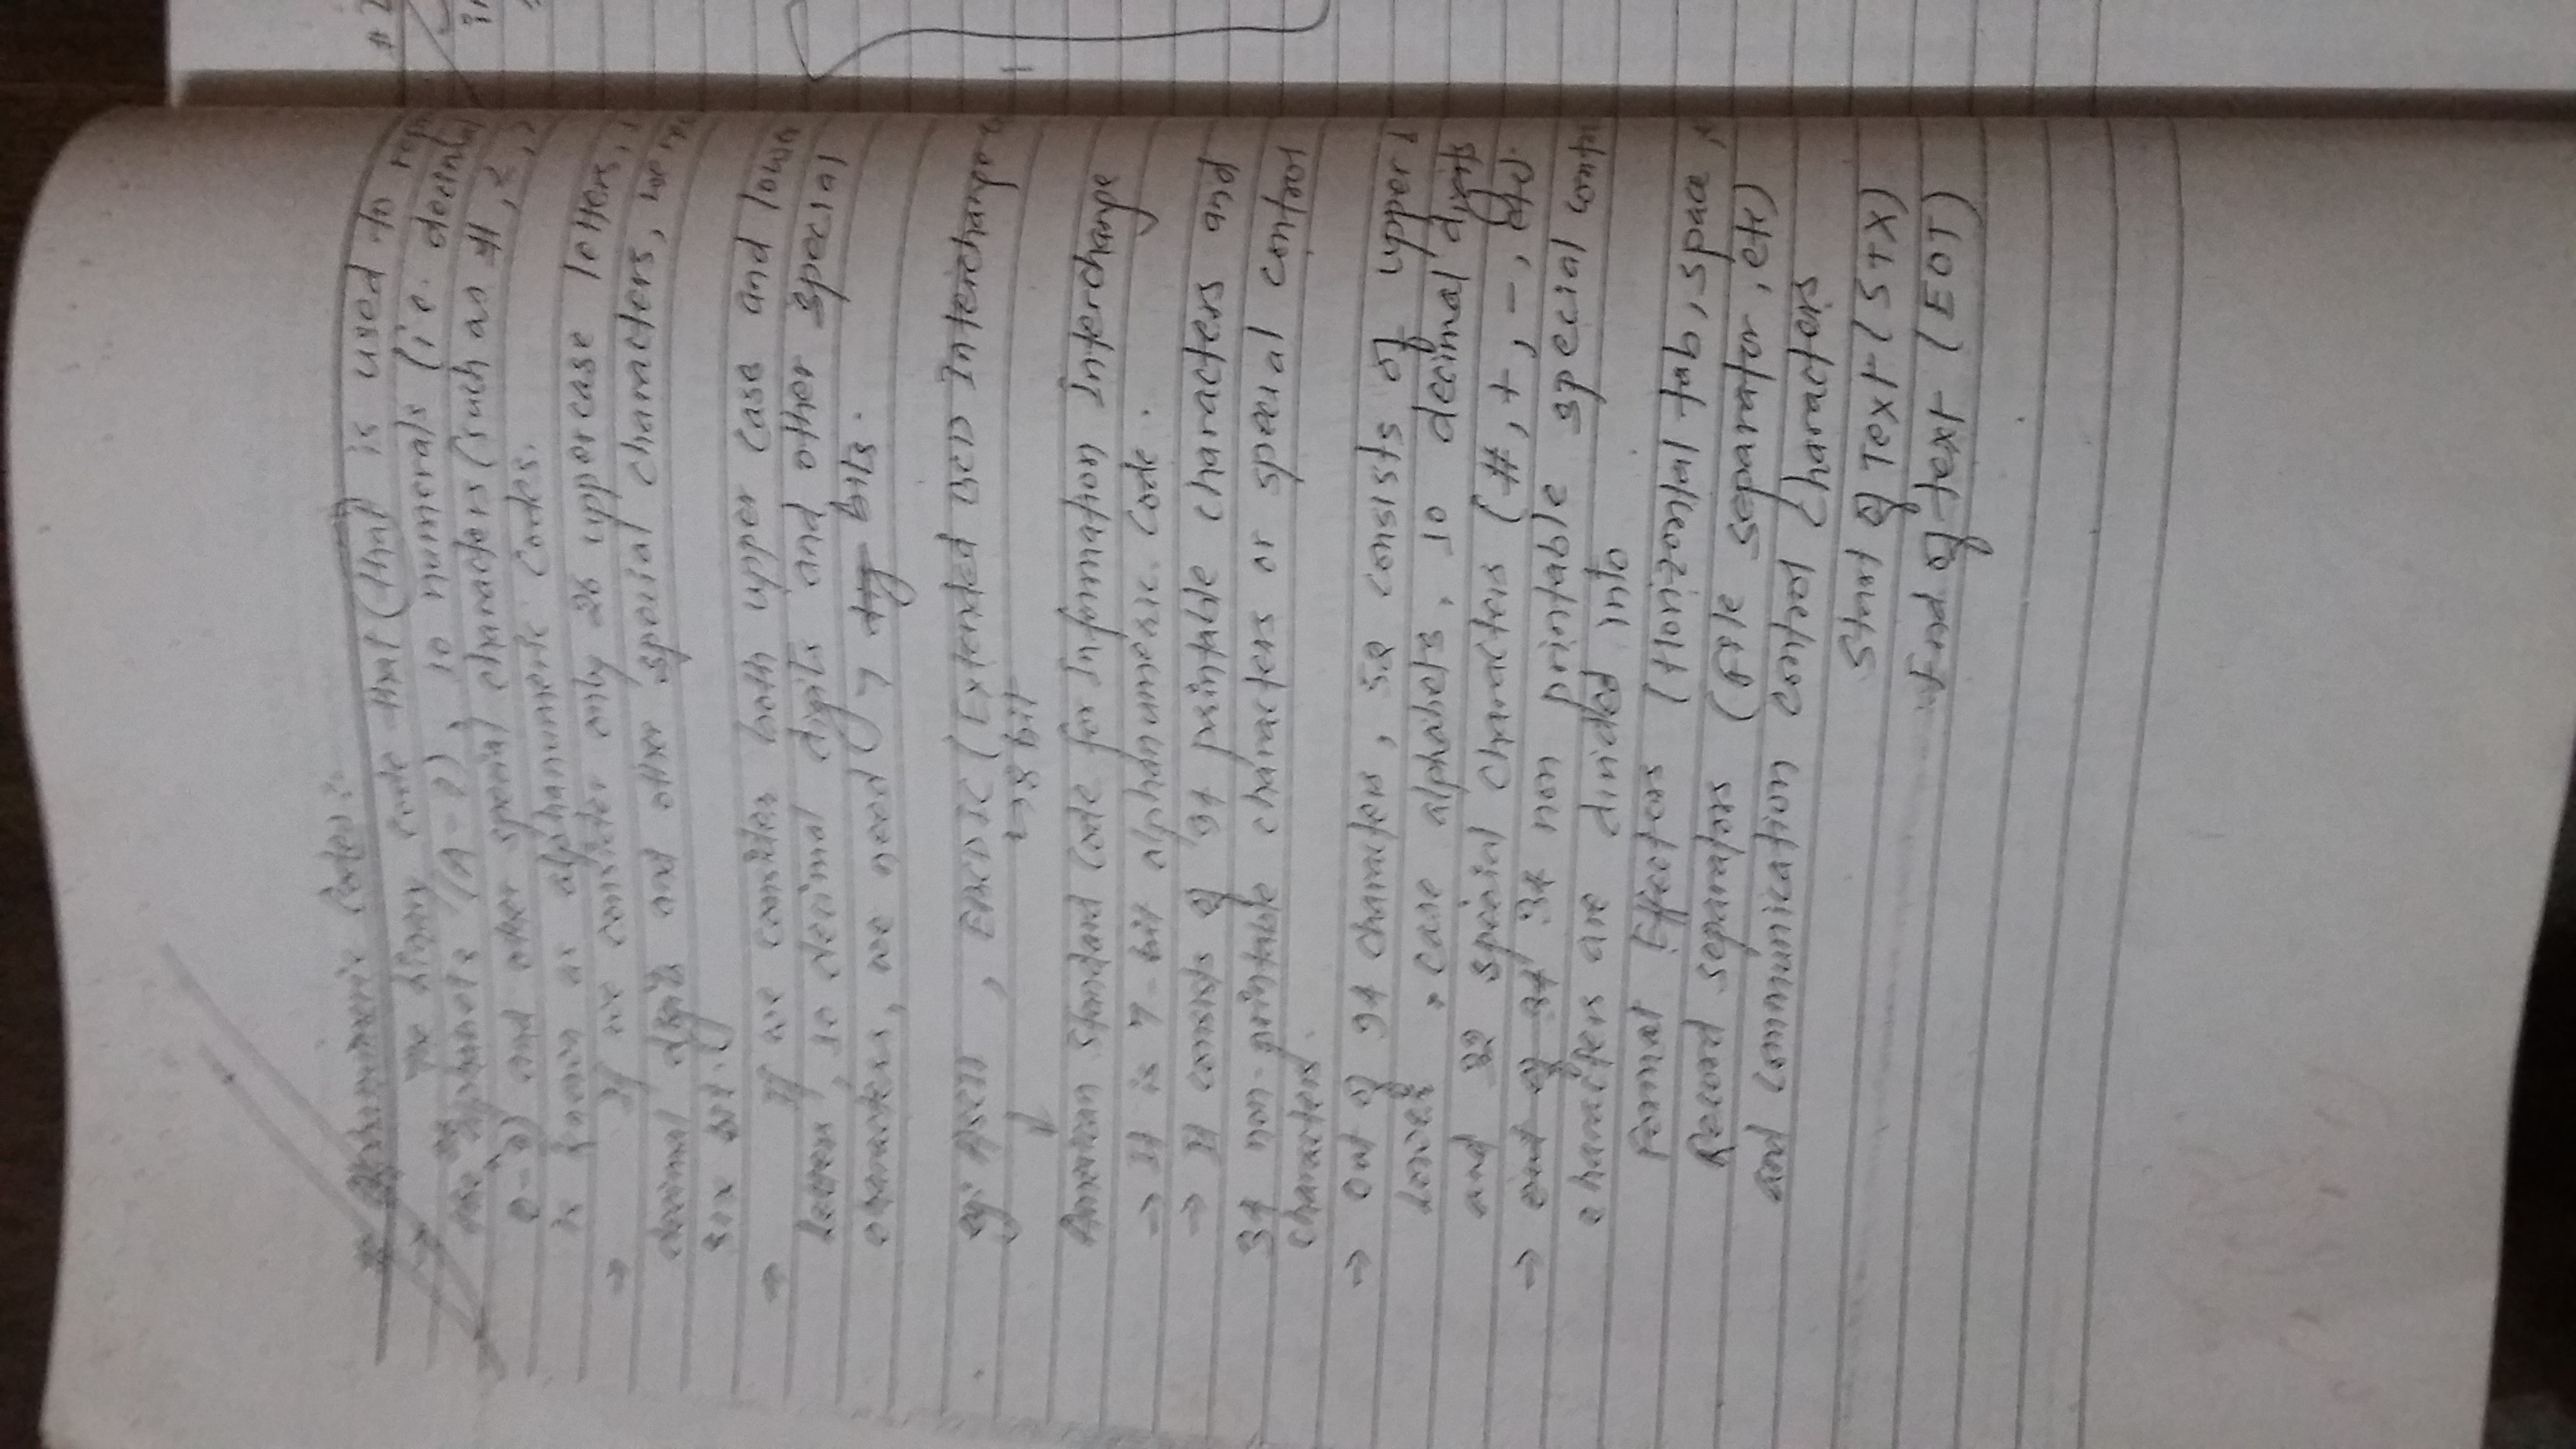 Alphanumeric Codes :-
→ The binary code that (that) is used to
alphabets (A-Z), 10 numerals (i.e. decimal
0-9) and other special characters (such as #, <, >
is known as alphanumeric Codes.
→ If we consider only 26 uppercase letters,
decimal digits and other special characters, we
six bit.
→ If we consider both upper case and lower
letters, 10 decimal digits and other special
characters, we need 7 dig bits.
eg: ASCII, EBCDIC (Extended BCD Interchange
↓ ↳ 8 bit
American Standard Code for Information Interchange
→ It is 7-bit alphanumeric Code.
→ It consists of 94 printable characters and
34 non-printable characters or special control
characters.
→ Out of 94 characters, 52 consists of upper &
lower case alphabets, 10 decimal digits
and 32 special characters (#, +, -, etc).
→ out of 34 34 non printable special
characters are divided into
Format Effecters (Horizontal tab, space,
Record separators (File separator, etc)
and communication control characters
Start of Text (STX)
End of text (EOT)
#